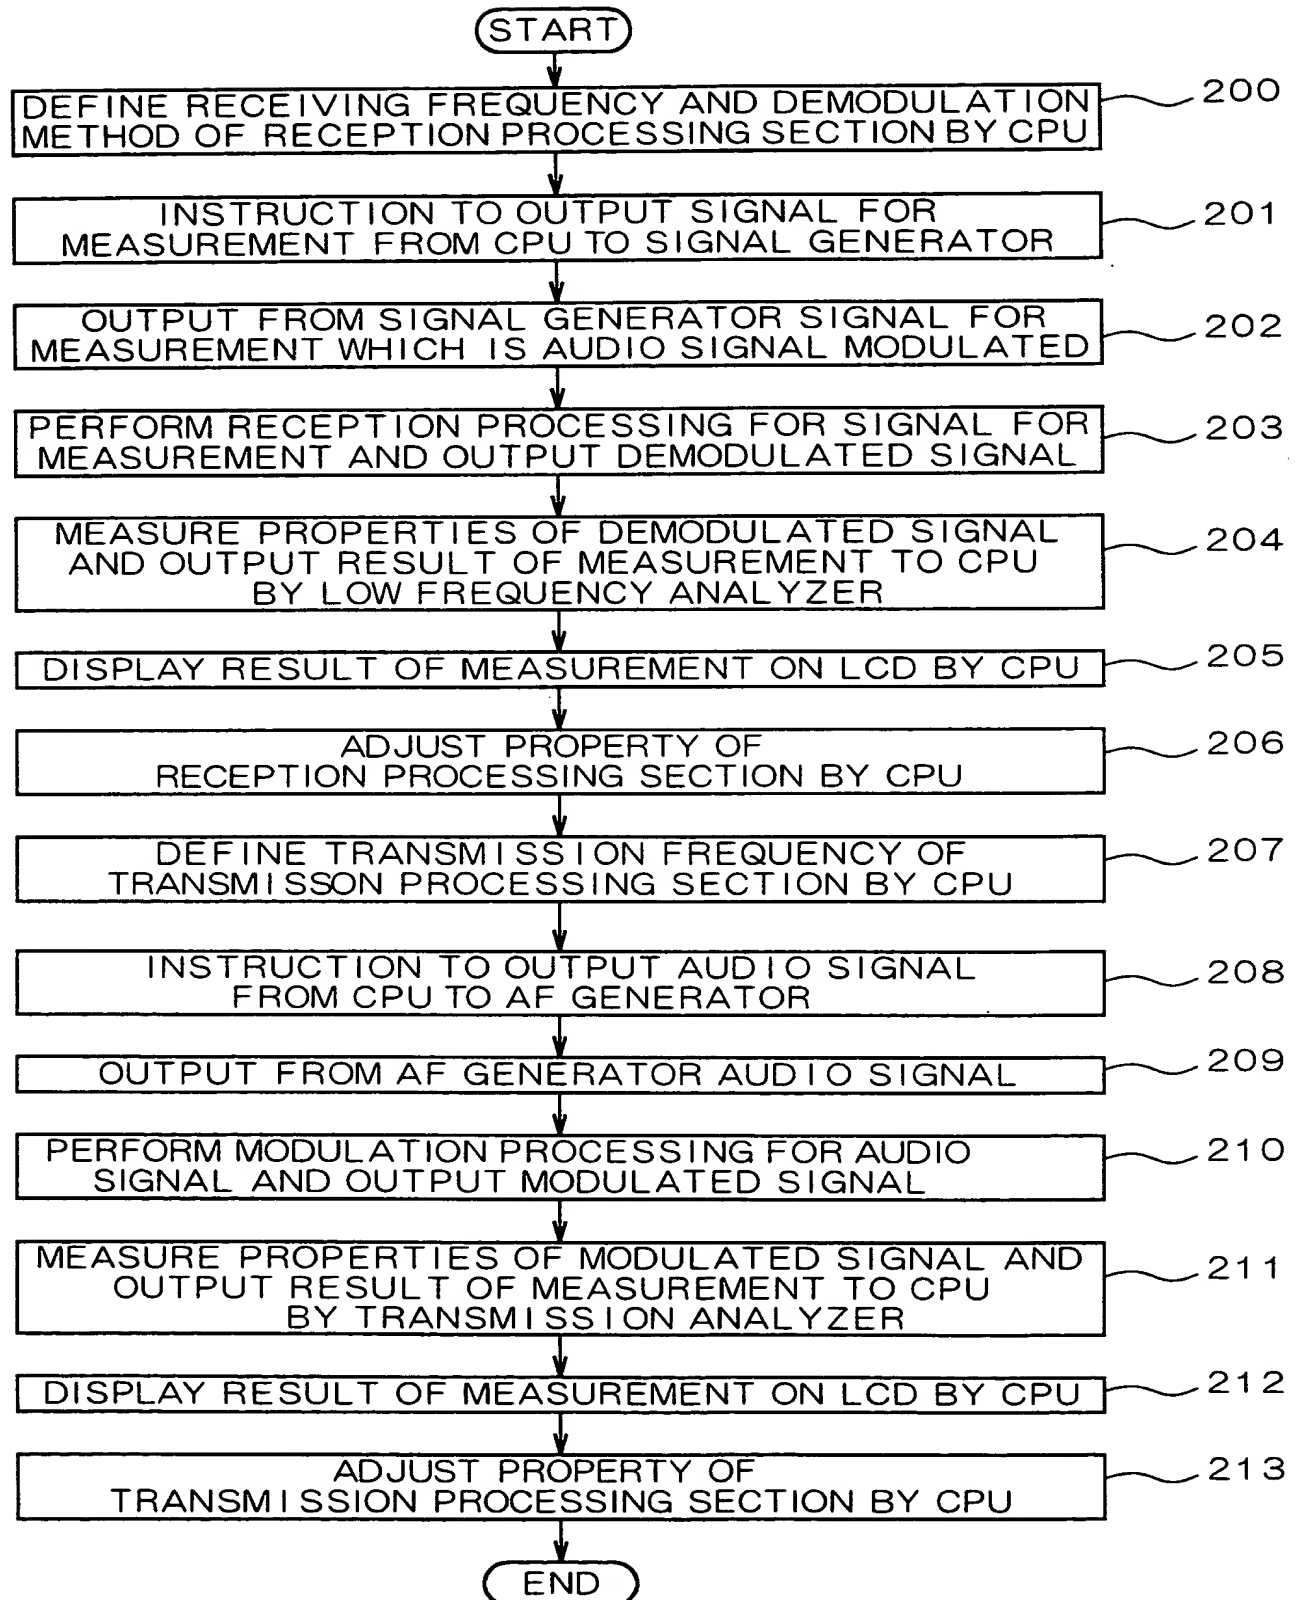 START
DEFINE RECEIVING FREQUENCY AND DEMODULATION
METHOD OF RECEPTION PROCESSING SECTION BY CPU
200
INSTRUCTION TO OUTPUT SIGNAL FOR
MEASUREMENT FROM CPU TO SIGNAL GENERATOR
201
OUTPUT FROM SIGNAL GENERATOR SIGNAL FOR
MEASUREMENT WHICH IS AUDIO SIGNAL MODULATED
202
PERFORM RECEPTION PROCESSING FOR SIGNAL FOR
MEASUREMENT AND OUTPUT DEMODULATED SIGNAL
203
MEASURE PROPERTIES OF DEMODULATED SIGNAL
AND OUTPUT RESULT OF MEASUREMENT TO CPU
BY LOW FREQUENCY ANALYZER
204
DISPLAY RESULT OF MEASUREMENT ON LCD BY CPU
205
ADJUST PROPERTY OF
RECEPTION PROCESSING SECTION BY CPU
206
DEFINE TRANSMISSION FREQUENCY OF
TRANSMISSON PROCESSING SECTION BY CPU
207
INSTRUCTION TO OUTPUT AUDIO SIGNAL
FROM CPU TO AF GENERATOR
208
OUTPUT FROM AF GENERATOR AUDIO SIGNAL
209
PERFORM MODULATION PROCESSING FOR AUDIO
SIGNAL AND OUTPUT MODULATED SIGNAL
210
MEASURE PROPERTIES OF MODULATED SIGNAL AND
OUTPUT RESULT OF MEASUREMENT TO CPU
BY TRANSMISSION ANALYZER
211
DISPLAY RESULT OF MEASUREMENT ON LCD BY CPU
212
ADJUST PROPERTY OF
TRANSMISSION PROCESSING SECTION BY CPU
213
END